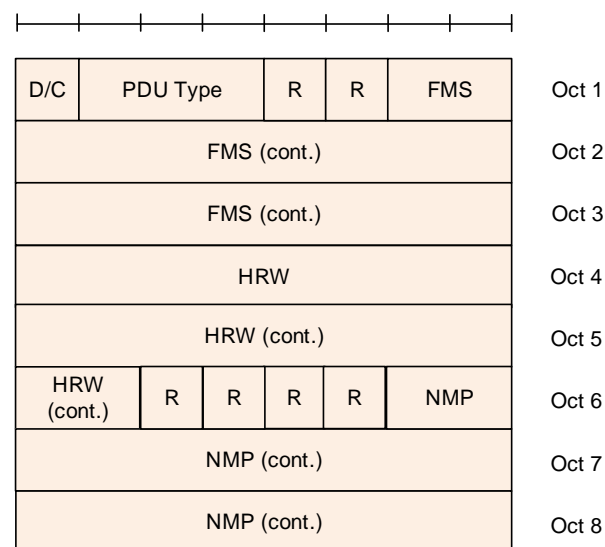 D/C PDU Type R R FMS Oct 1
FMS (cont.) Oct 2
FMS (cont.) Oct 3
HRW Oct 4
HRW (cont.) Oct 5
HRW
(cont.) R R R R NMP Oct 6
NMP (cont.) Oct 7
NMP (cont.) Oct 8